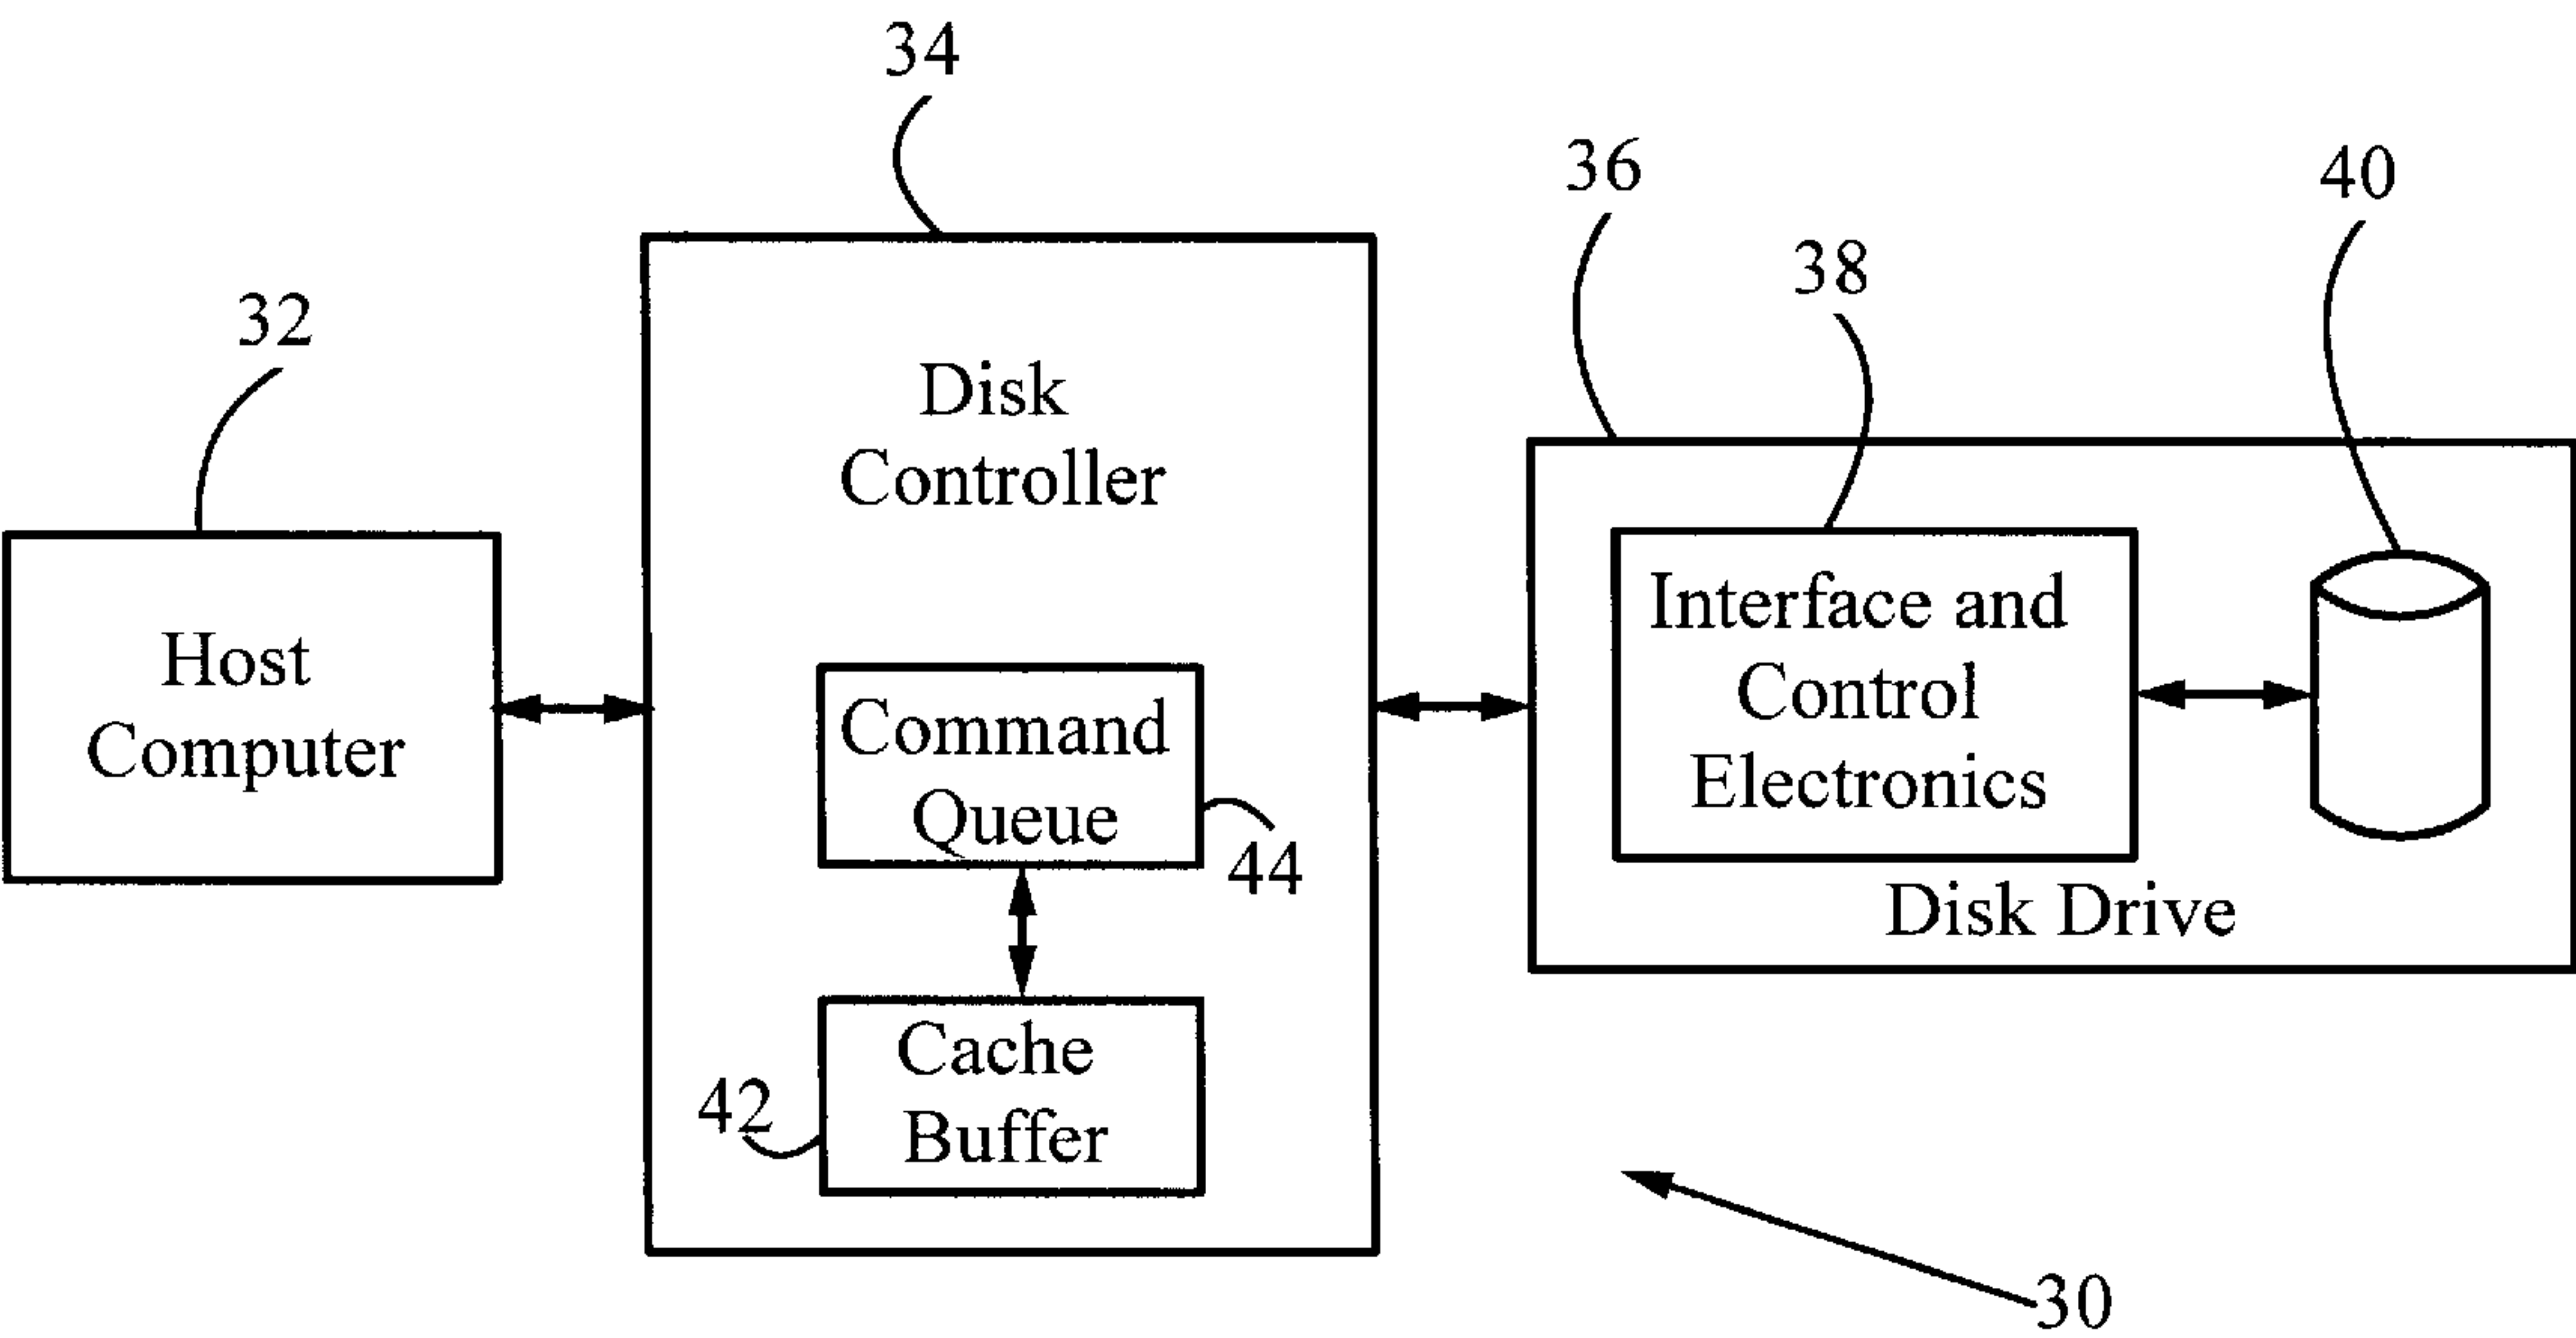 34
36
40
38
32
Disk
Controller
Interface and
Control
Electronics
Host
Computer
Command
Queue
44
Disk Drive
Cache
Buffer
42
30